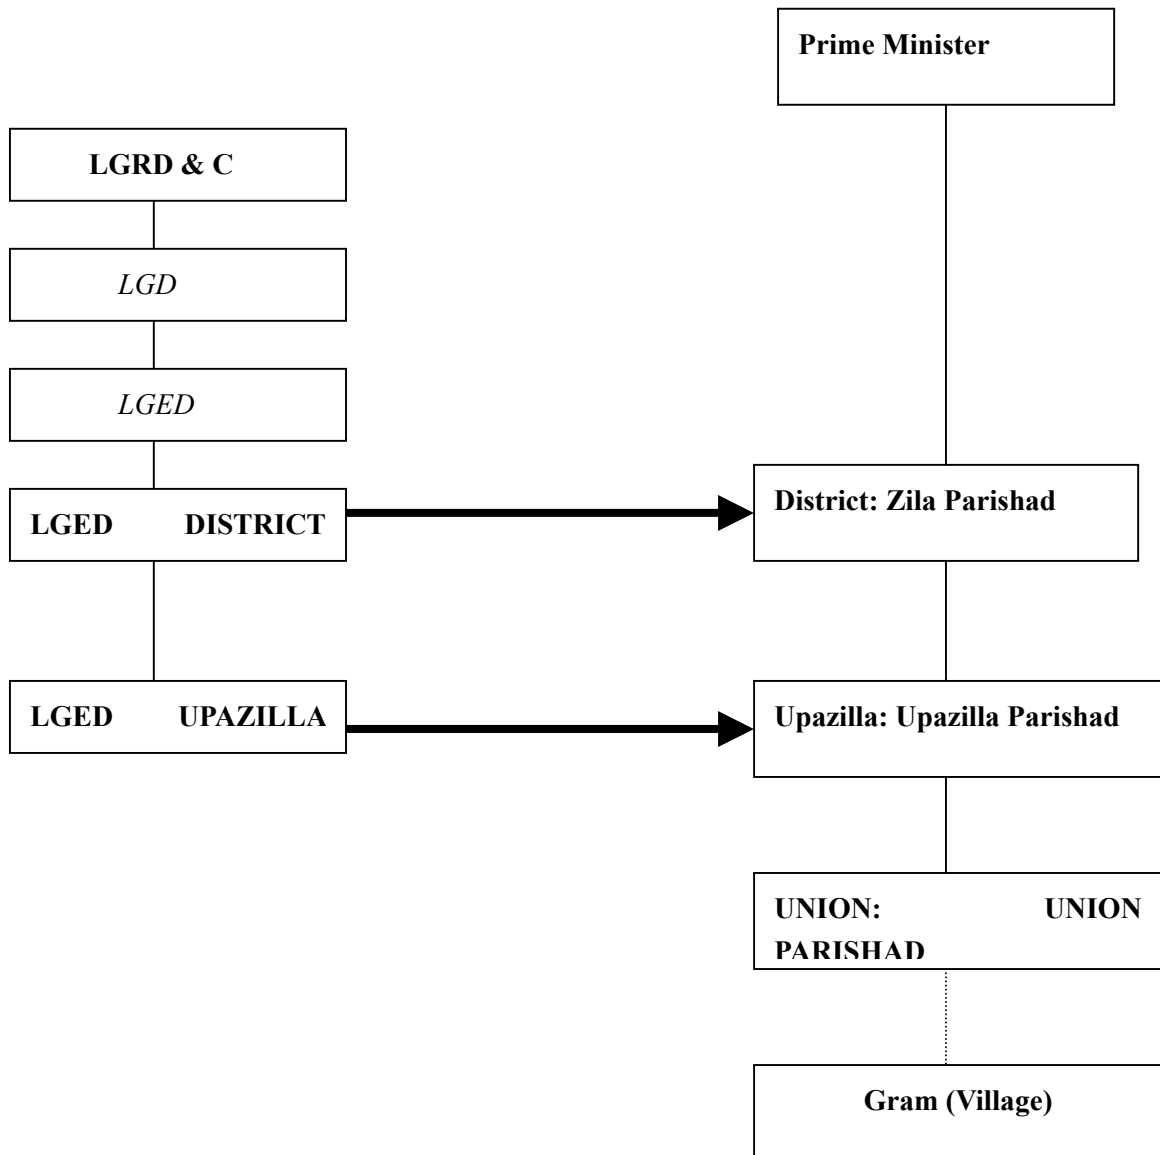 Prime Minister
LGRD & C
LGD
LGED
LGED DISTRICT
District: Zila Parishad
LGED UPAZILLA
Upazilla: Upazilla Parishad
UNION: UNION
PARISHAD
Gram (Village)